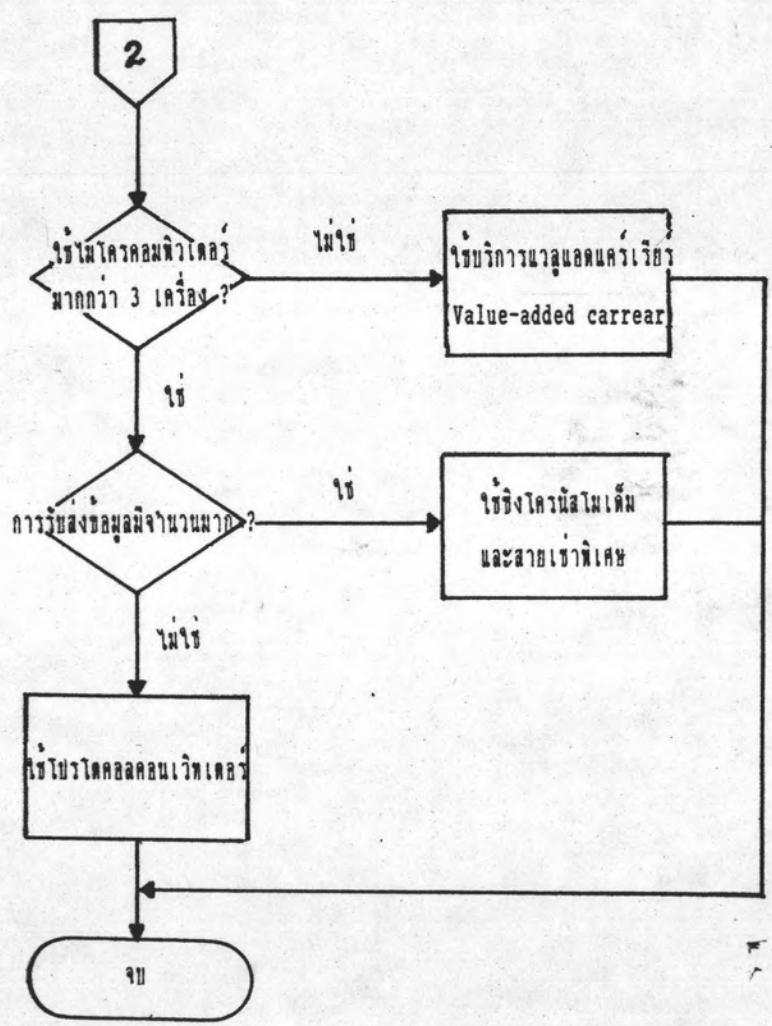 2
ใช้ไมโครคอมพิวเตอร์
มากกว่า 3 เครื่อง ?
ไม่ใช่
ใช้บริการแวลูแอดแคร์เรียร์
Value-added carrear
ใช่
การรับส่งข้อมูลมีจำนวนมาก ?
ใช่
ใช้ซิงโครนัสโมเด็ม
และสายเช่าพิเศษ
ไม่ใช่
ใช้โปรโตคอลคอนเวิทเตอร์
จบ